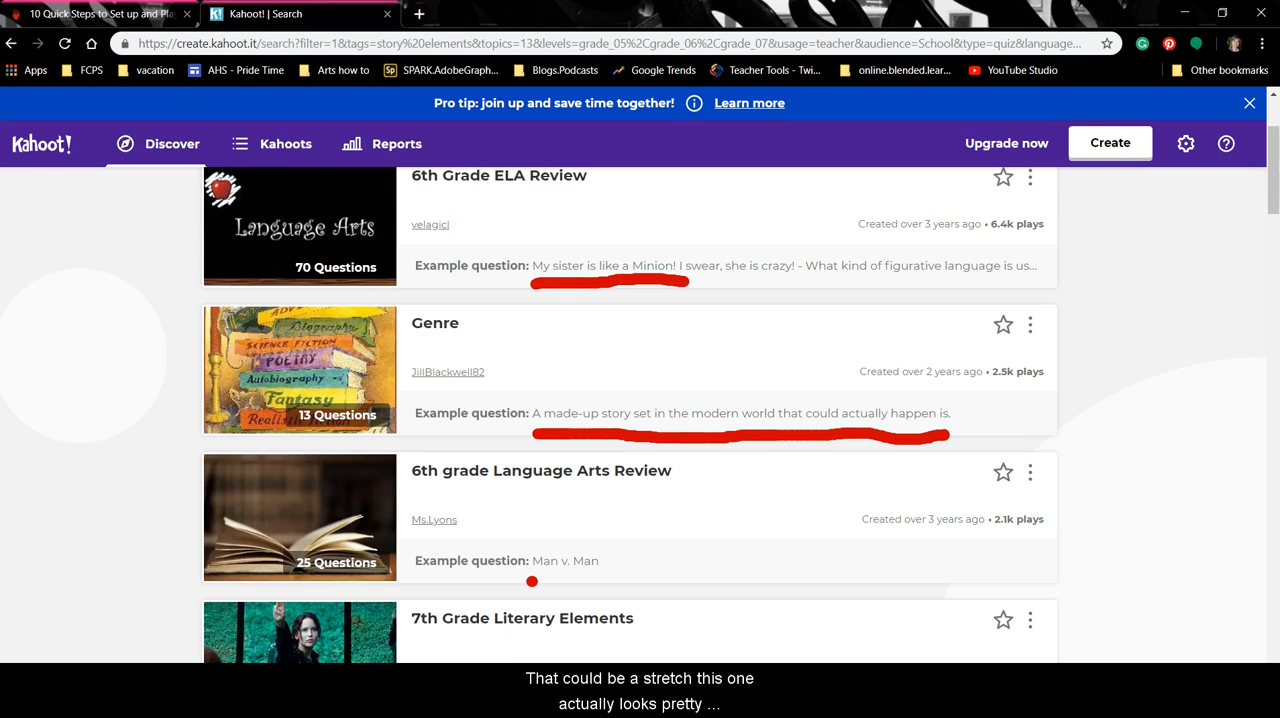 10 Quick Steps to Set up and Pla
Kahoot! | Search
https://create.kahoot.it/search?filter=1&tags=story%20elements&topics=13&levels=grade_05%2Cgrade_06%2Cgrade_07&usage=teacher&audience=School&type=quiz&language...
Apps FCPS vacation AHS - Pride Time Arts how to Sp SPARK.AdobeGraph... Blogs.Podcasts Google Trends Teacher Tools - Twi... online.blended.lear... YouTube Studio Other bookmarks
Pro tip: join up and save time together! Learn more
Kahoot! Discover Kahoots Reports Upgrade now Create
6th Grade ELA Review
Language Arts
70 Questions
velagicl Created over 3 years ago • 6.4k plays
Example question: My sister is like a Minion! I swear, she is crazy! - What kind of figurative language is us...
Genre
Biography
SCIENCE FICTION
POETRY
Autobiography
Fantasy
13 Questions
JillBlackwell82 Created over 2 years ago • 2.5k plays
Example question: A made-up story set in the modern world that could actually happen is.
6th grade Language Arts Review
25 Questions
Ms.Lyons Created over 3 years ago • 2.1k plays
Example question: Man v. Man
7th Grade Literary Elements
That could be a stretch this one
actually looks pretty ...